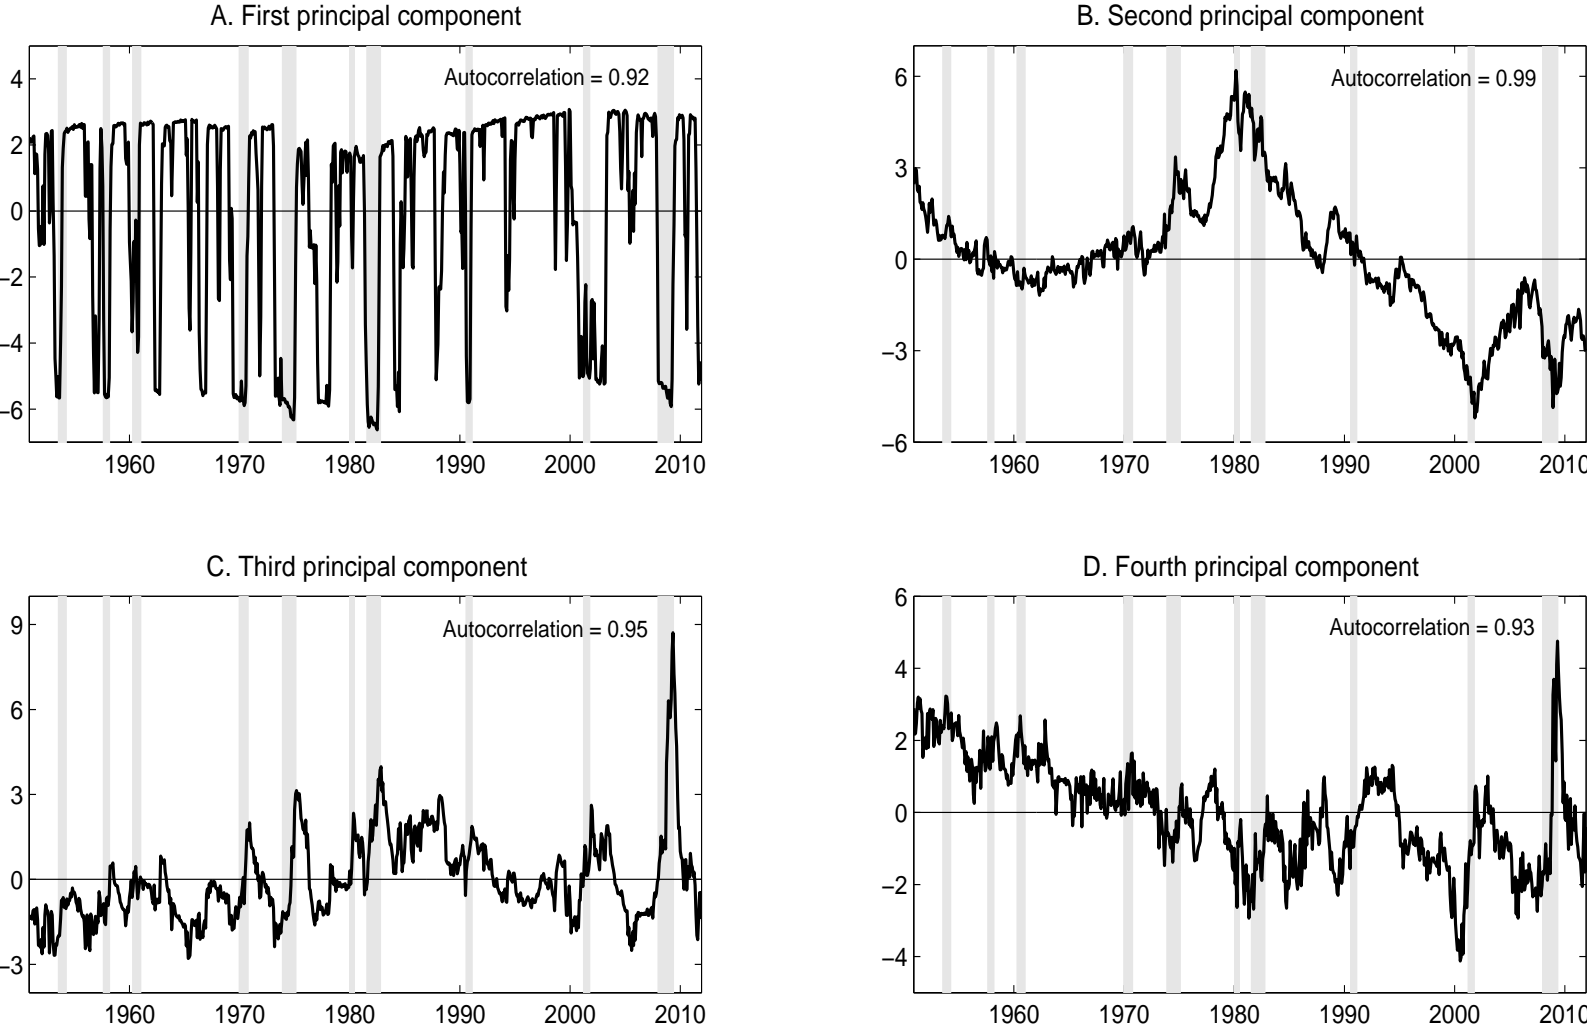 A. First principal component
Autocorrelation = 0.92
4
2
0
−2
−4
−6
1960 1970 1980 1990 2000 2010
B. Second principal component
Autocorrelation = 0.99
6
3
0
−3
−6
1960 1970 1980 1990 2000 2010
C. Third principal component
Autocorrelation = 0.95
9
6
3
0
−3
1960 1970 1980 1990 2000 2010
D. Fourth principal component
Autocorrelation = 0.93
6
4
2
0
−2
−4
1960 1970 1980 1990 2000 2010